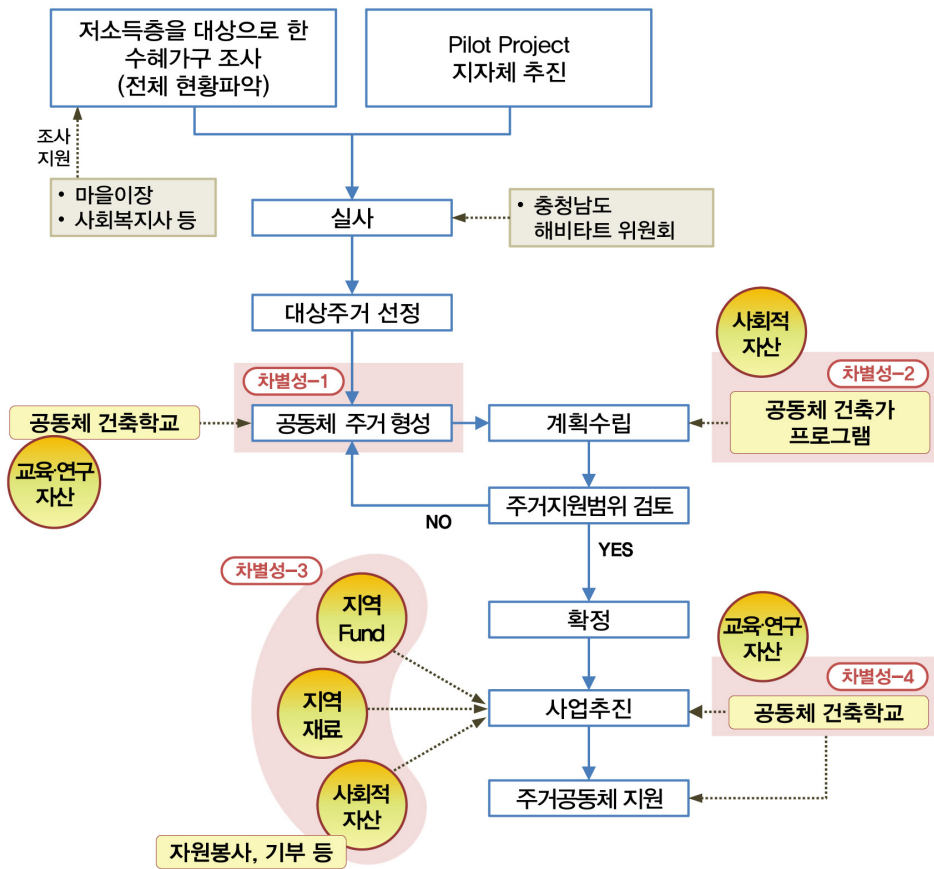 저소득층을 대상으로 한
수혜가구 조사
(전체 현황파악)
Pilot Project
지자체 추진
조사
지원
• 마을이장
• 사회복지사 등
실사
• 충청남도
해비타트 위원회
대상주거 선정
사회적
자산
차별성-1
차별성-2
공동체 건축학교
공동체 주거 형성
계획수립
공동체 건축가
프로그램
교육·연구
자산
주거지원범위 검토
NO
YES
차별성-3
지역
Fund
확정
교육·연구
자산
차별성-4
지역
재료
사업추진
공동체 건축학교
사회적
자산
주거공동체 지원
자원봉사, 기부 등